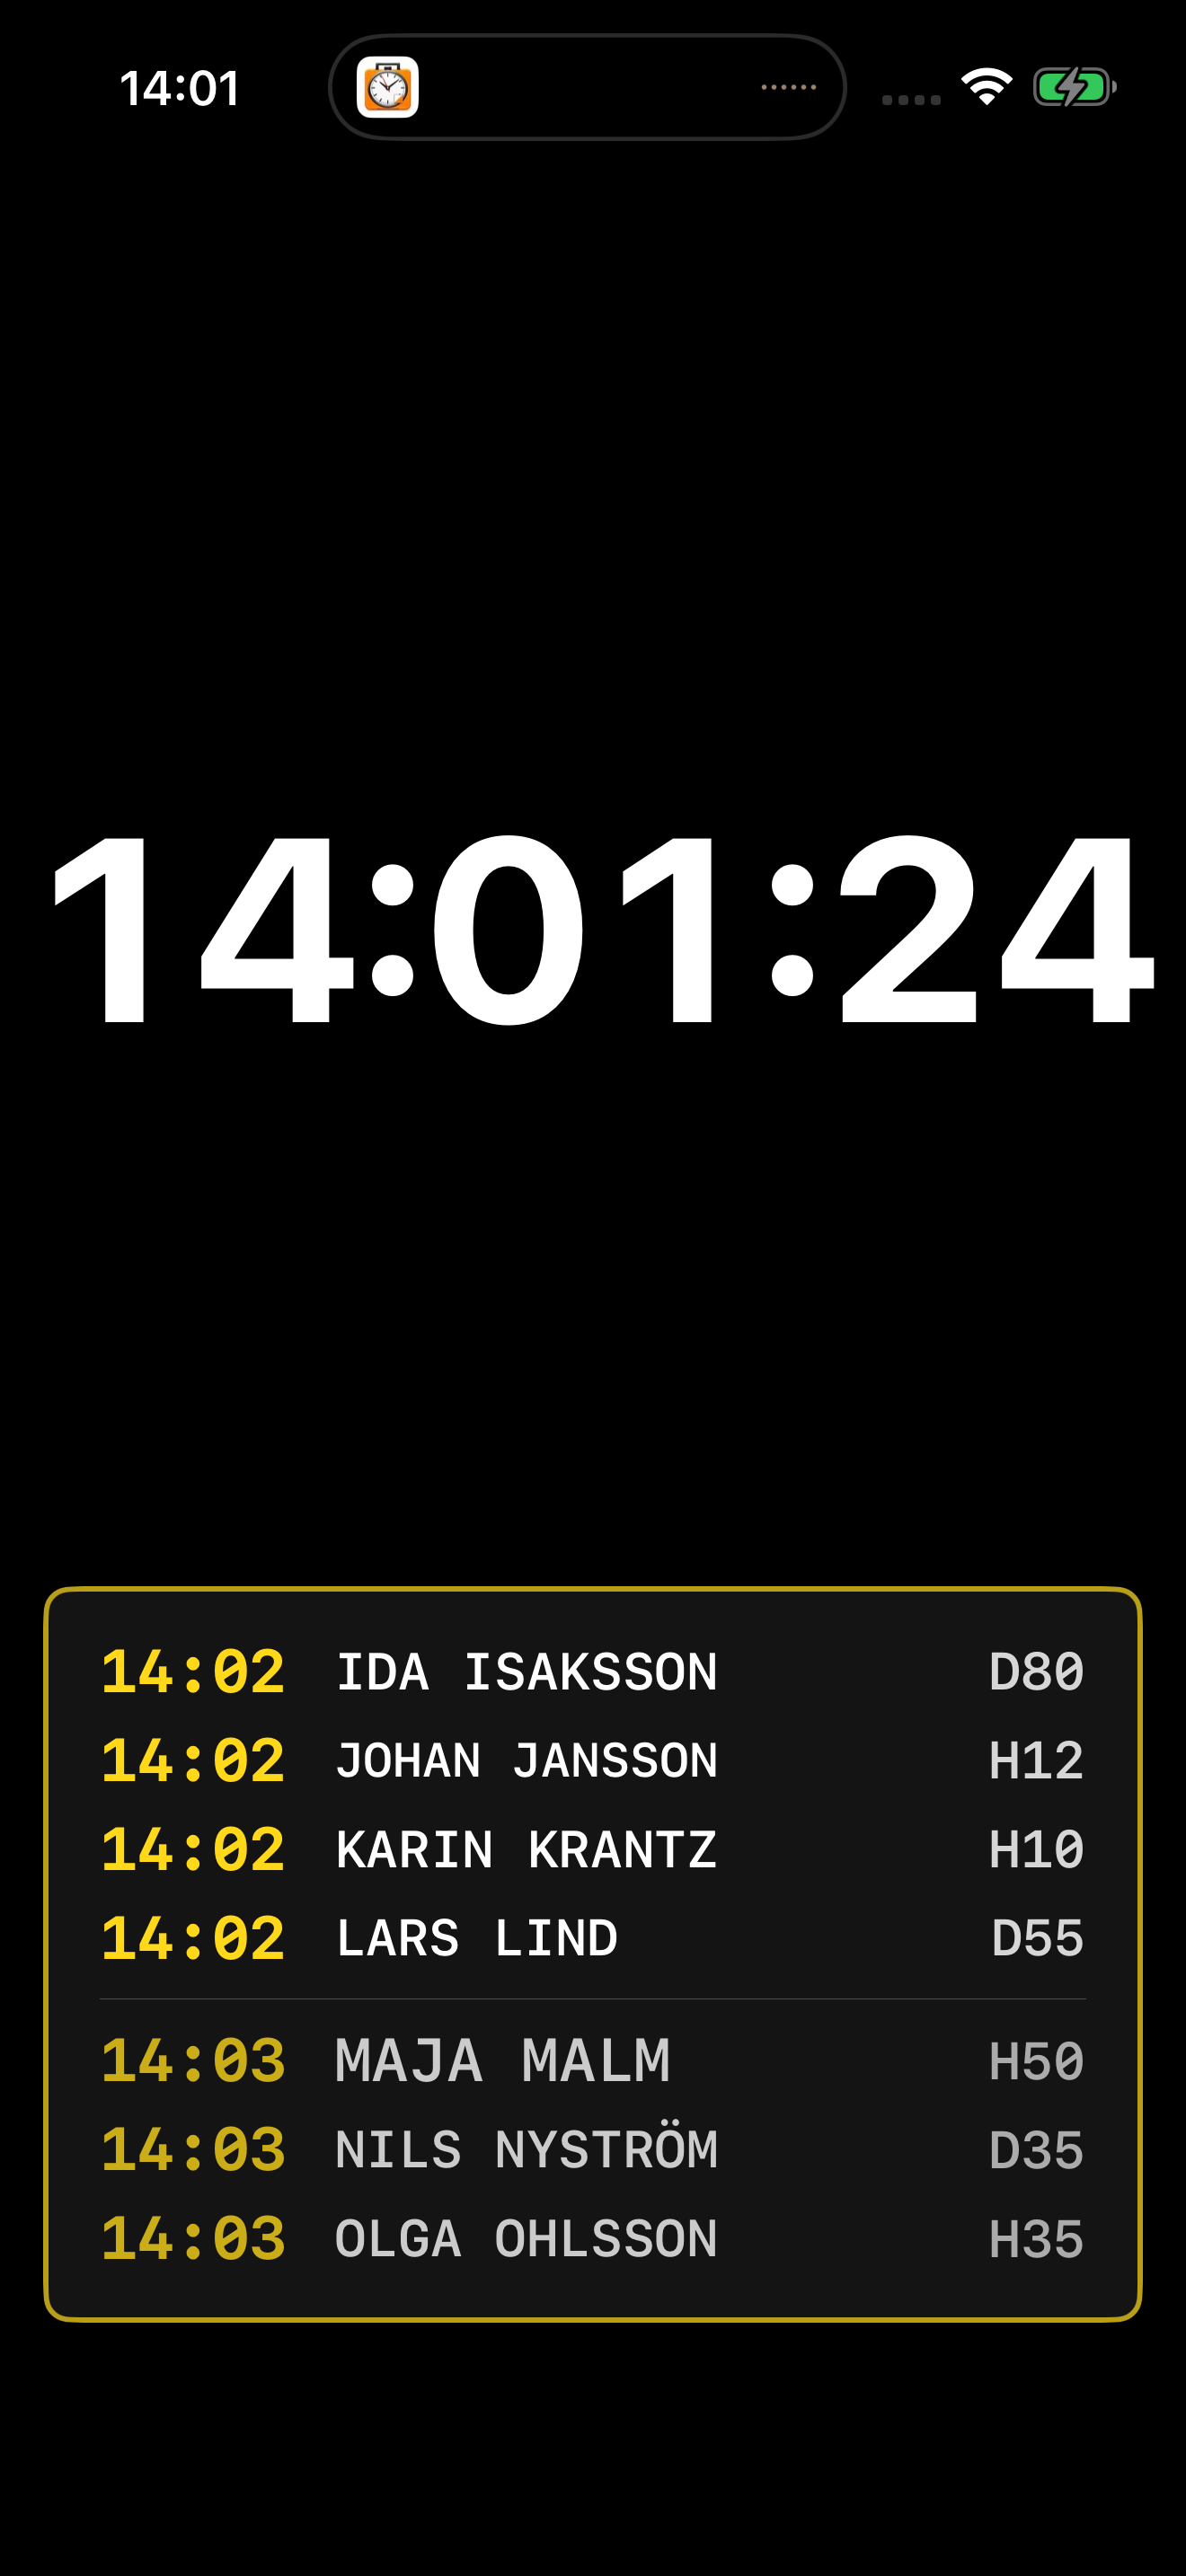 14:01
14:01:24
14:02 IDA ISAKSSON D80
14:02 JOHAN JANSSON H12
14:02 KARIN KRANTZ H10
14:02 LARS LIND D55
14:03 MAJA MALM H50
14:03 NILS NYSTRÖM D35
14:03 OLGA OHLSSON H35